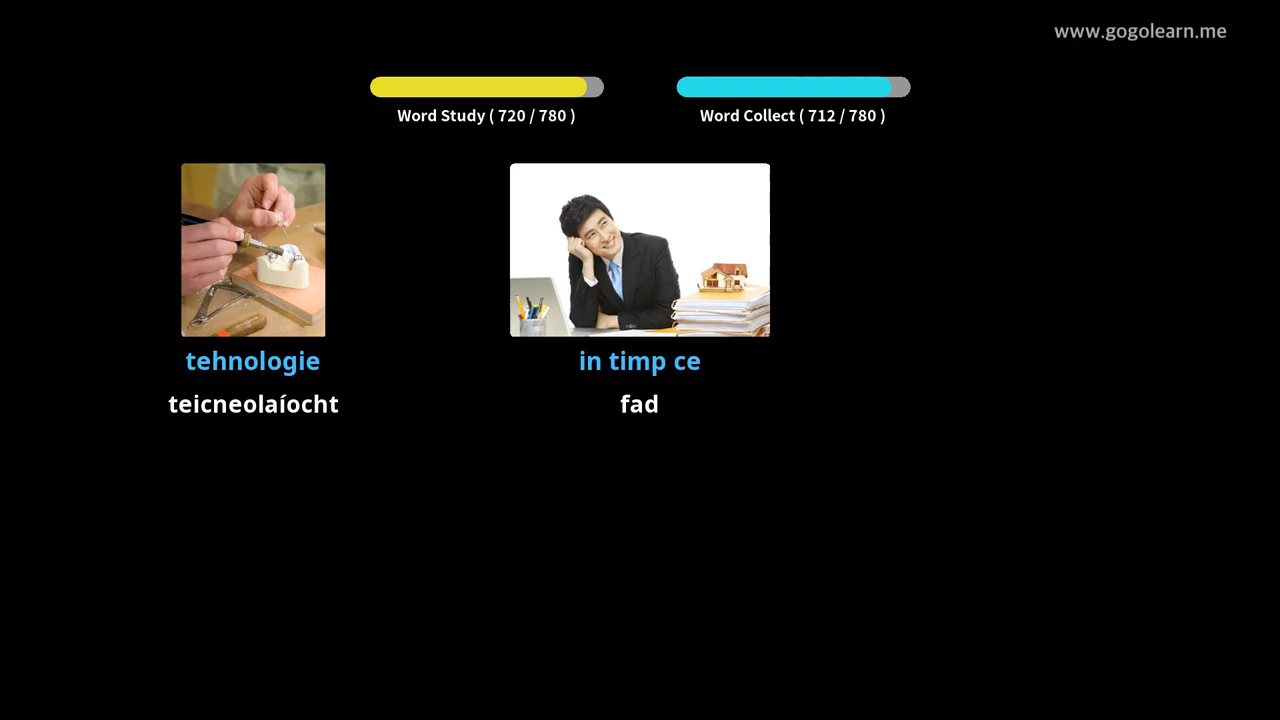 www.gogolearn.me
Word Study ( 720 / 780 )
Word Collect ( 712 / 780 )
tehnologie
in timp ce
teicneolaíocht
fad